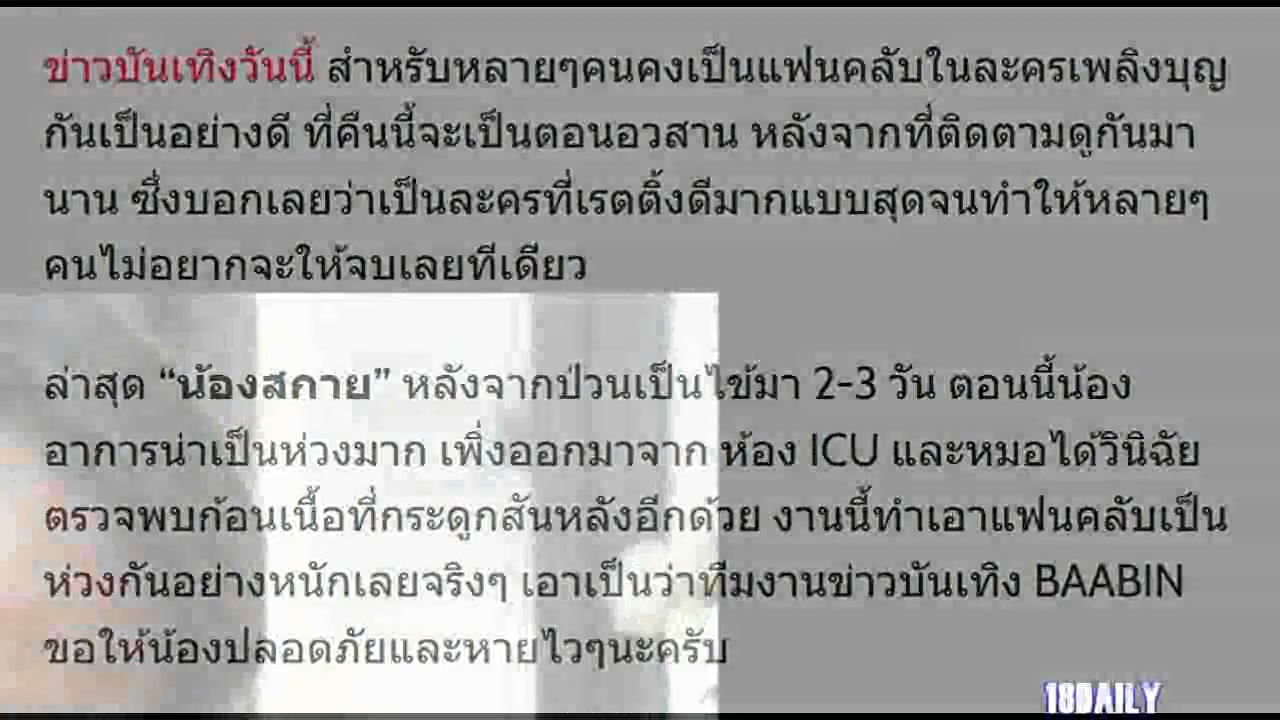 ข่าวบันเทิงวันนี้ สำหรับหลายๆคนคงเป็นแฟนคลับในละครเพลิงบุญ
กันเป็นอย่างดี ที่คืนนี้จะเป็นตอนอวสาน หลังจากที่ติดตามดูกันมา
นาน ซึ่งบอกเลยว่าเป็นละครที่เรตติ้งดีมากแบบสุดจนทำให้หลายๆ
คนไม่อยากจะให้จบเลยทีเดียว
ล่าสุด “น้องสกาย” หลังจากป่วนเป็นไข้มา 2-3 วัน ตอนนี้น้อง
อาการน่าเป็นห่วงมาก เพิ่งออกมาจาก ห้อง ICU และหมอได้วินิฉัย
ตรวจพบก้อนเนื้อที่กระดูกสันหลังอีกด้วย งานนี้ทำเอาแฟนคลับเป็น
ห่วงกันอย่างหนักเลยจริงๆ เอาเป็นว่าทีมงานข่าวบันเทิง BAABIN
ขอให้น้องปลอดภัยและหายไวๆนะครับ
18DAILY